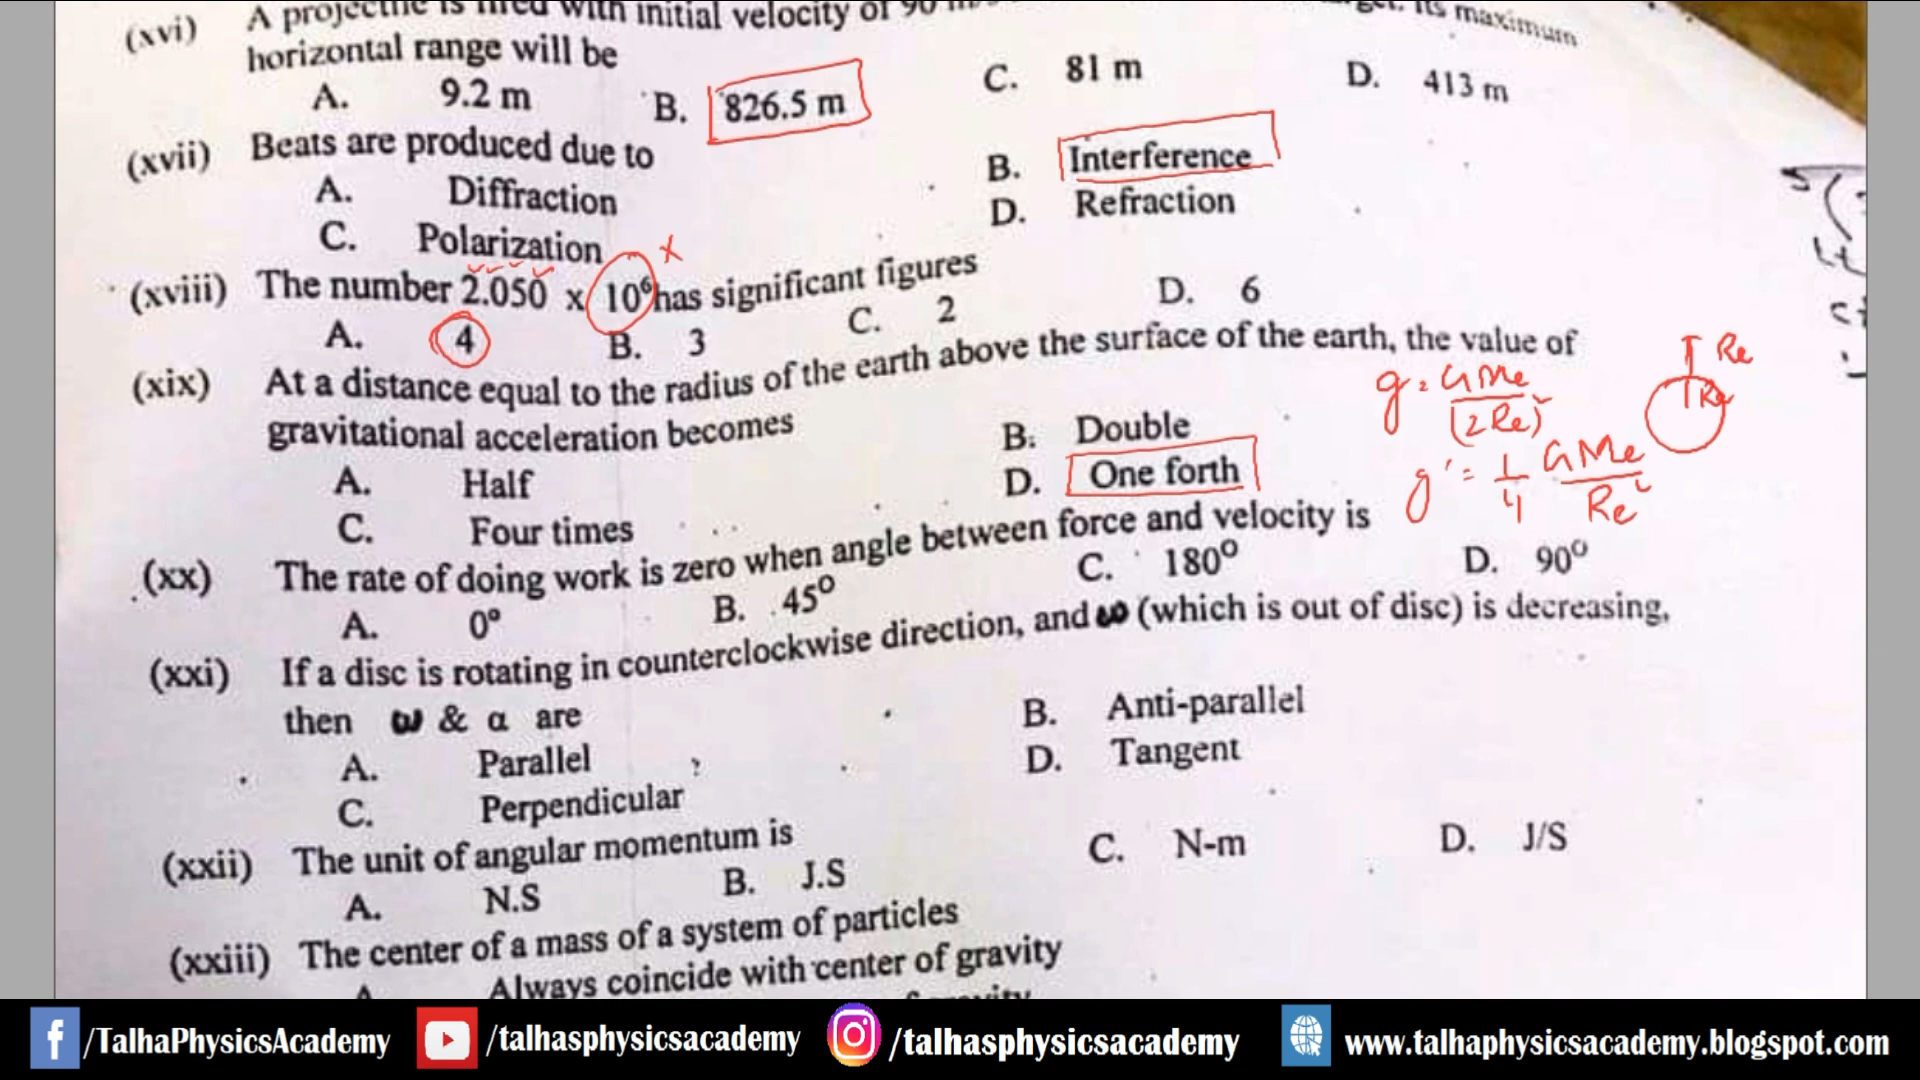 (xvi) A projectile is fired with initial velocity of 90 Its maximum
horizontal range will be
A. 9.2 m B. 826.5 m C. 81 m D. 413 m
(xvii) Beats are produced due to
A. Diffraction B. Interference
C. Polarization D. Refraction
(xviii) The number 2.050 x 10⁶ has significant figures
A. 4 B. 3 C. 2 D. 6
(xix) At a distance equal to the radius of the earth above the surface of the earth, the value of
gravitational acceleration becomes
A. Half B. Double
C. Four times D. One forth
g = GMe / (2Re)²
g' = 1/4 GMe / Re²
Re
Re
(xx) The rate of doing work is zero when angle between force and velocity is
A. 0° B. 45⁰ C. 180⁰ D. 90⁰
(xxi) If a disc is rotating in counterclockwise direction, and ω (which is out of disc) is decreasing,
then ω & α are
A. Parallel B. Anti-parallel
C. Perpendicular D. Tangent
(xxii) The unit of angular momentum is
A. N.S B. J.S C. N-m D. J/S
(xxiii) The center of a mass of a system of particles
A. Always coincide with center of gravity
/TalhaPhysicsAcademy /talhasphysicsacademy /talhasphysicsacademy www.talhaphysicsacademy.blogspot.com